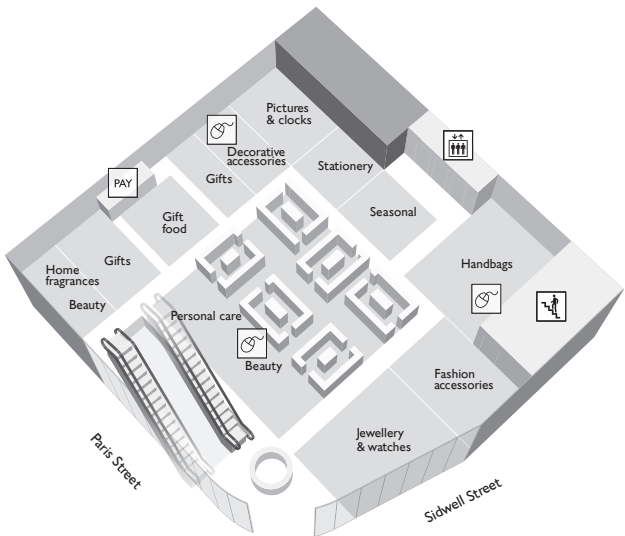 Pictures
& clocks
Decorative
accessories
Stationery
Gifts
PAY
Gift
food
Seasonal
Gifts
Home
fragrances
Beauty
Handbags
Personal care
Beauty
Fashion
accessories
Jewellery
& watches
Paris Street
Sidwell Street